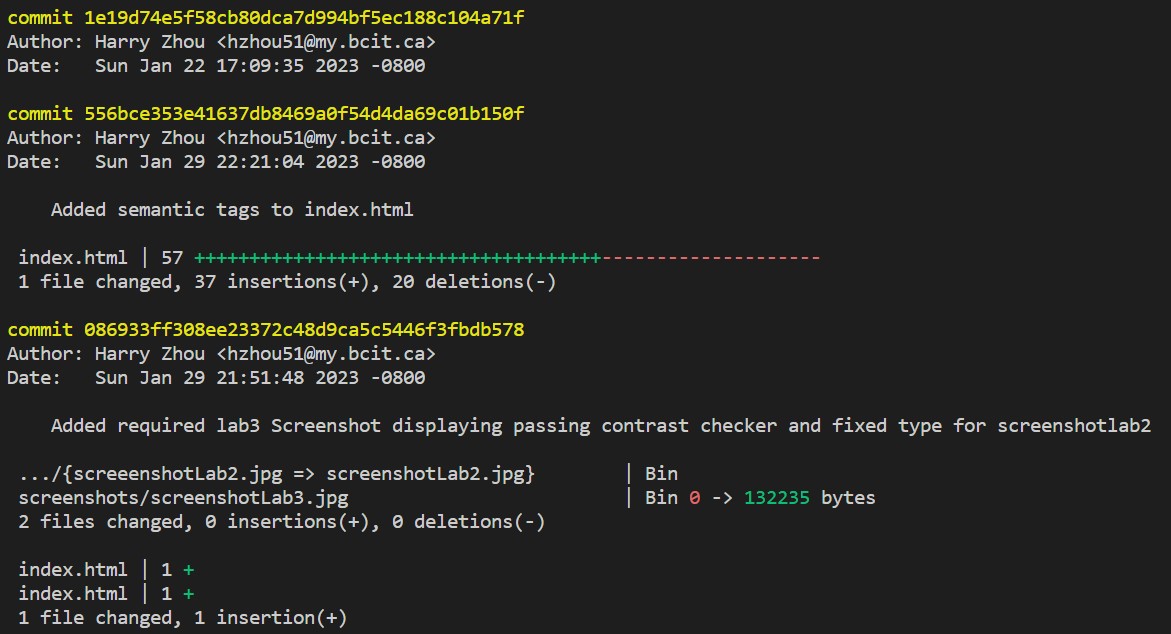 commit 1e19d74e5f58cb80dca7d994bf5ec188c104a71f
Author: Harry Zhou <hzhou51@my.bcit.ca>
Date:   Sun Jan 22 17:09:35 2023 -0800
commit 556bce353e41637db8469a0f54d4da69c01b150f
Author: Harry Zhou <hzhou51@my.bcit.ca>
Date:   Sun Jan 29 22:21:04 2023 -0800
Added semantic tags to index.html
index.html | 57 +++++++++++++++++++++++++++++++++++++--------------------
1 file changed, 37 insertions(+), 20 deletions(-)
commit 086933ff308ee23372c48d9ca5c5446f3fbdb578
Author: Harry Zhou <hzhou51@my.bcit.ca>
Date:   Sun Jan 29 21:51:48 2023 -0800
Added required lab3 Screenshot displaying passing contrast checker and fixed type for screenshotlab2
.../{screeenshotLab2.jpg => screenshotLab2.jpg}        | Bin
screenshots/screenshotLab3.jpg                         | Bin 0 -> 132235 bytes
2 files changed, 0 insertions(+), 0 deletions(-)
index.html | 1 +
index.html | 1 +
1 file changed, 1 insertion(+)